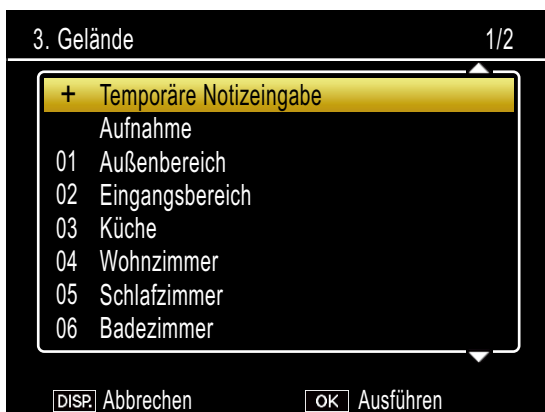 3. Gelände 1/2
+ Temporäre Notizeingabe
Aufnahme
01 Außenbereich
02 Eingangsbereich
03 Küche
04 Wohnzimmer
05 Schlafzimmer
06 Badezimmer
DISP. Abbrechen OK Ausführen